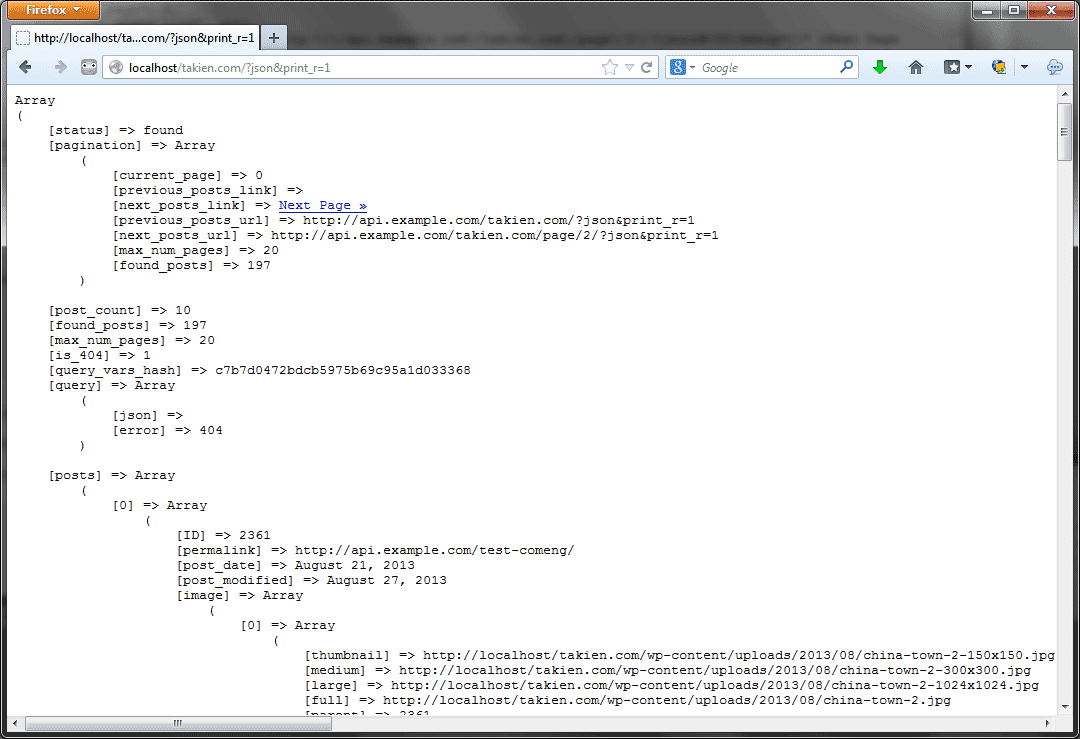 Firefox
http://localhost/ta...com/?json&print_r=1
localhost/takien.com/?json&print_r=1
Google
Array
(
[status] => found
[pagination] => Array
(
[current_page] => 0
[previous_posts_link] =>
[next_posts_link] => Next Page »
[previous_posts_url] => http://api.example.com/takien.com/?json&print_r=1
[next_posts_url] => http://api.example.com/takien.com/page/2/?json&print_r=1
[max_num_pages] => 20
[found_posts] => 197
)
[post_count] => 10
[found_posts] => 197
[max_num_pages] => 20
[is_404] => 1
[query_vars_hash] => c7b7d0472bdcb5975b69c95a1d033368
[query] => Array
(
[json] =>
[error] => 404
)
[posts] => Array
(
[0] => Array
(
[ID] => 2361
[permalink] => http://api.example.com/test-comeng/
[post_date] => August 21, 2013
[post_modified] => August 27, 2013
[image] => Array
(
[0] => Array
(
[thumbnail] => http://localhost/takien.com/wp-content/uploads/2013/08/china-town-2-150x150.jpg
[medium] => http://localhost/takien.com/wp-content/uploads/2013/08/china-town-2-300x300.jpg
[large] => http://localhost/takien.com/wp-content/uploads/2013/08/china-town-2-1024x1024.jpg
[full] => http://localhost/takien.com/wp-content/uploads/2013/08/china-town-2.jpg
[parent] => 2361